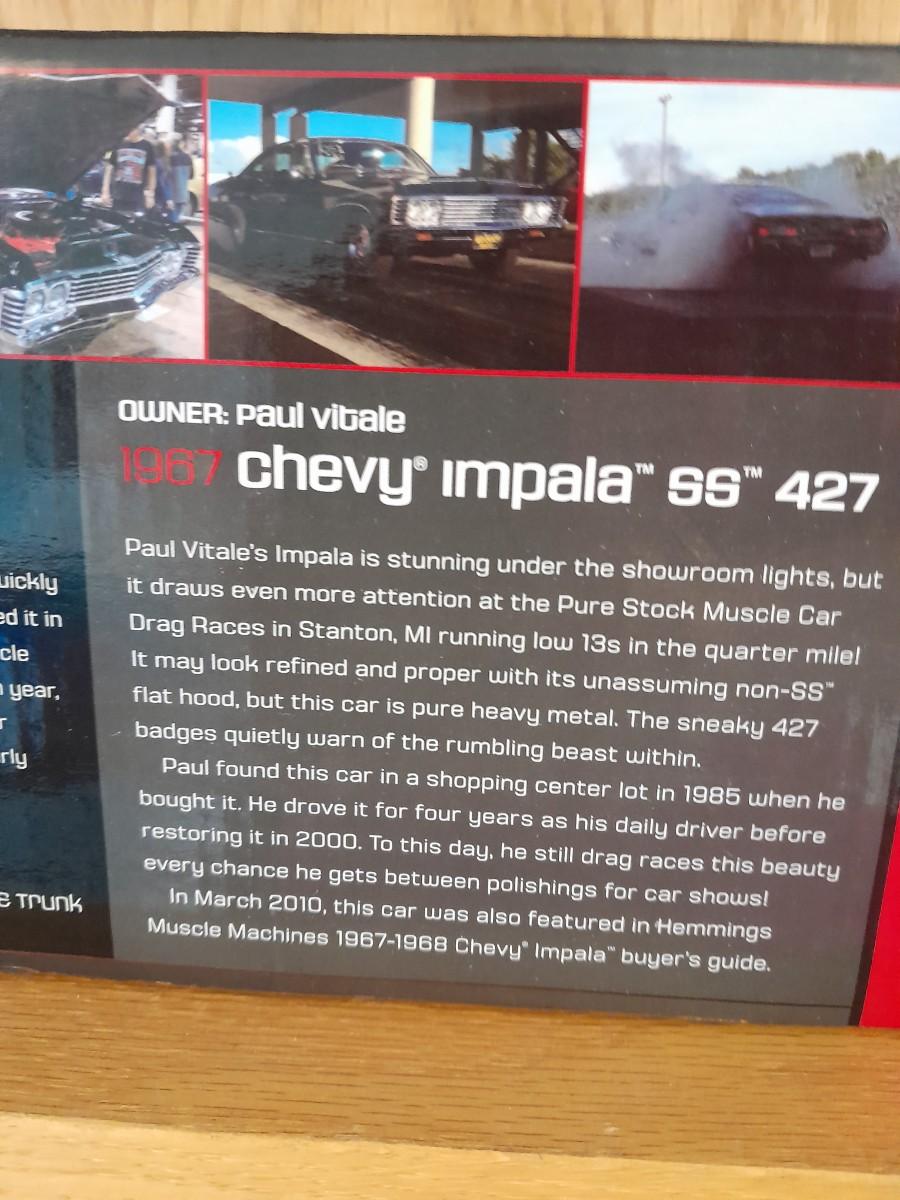 OWNER: Paul Vitale
1967 Chevy® Impala™ SS™ 427
Paul Vitale's Impala is stunning under the showroom lights, but
it draws even more attention at the Pure Stock Muscle Car
Drag Races in Stanton, MI running low 13s in the quarter mile!
It may look refined and proper with its unassuming non-SS™
flat hood, but this car is pure heavy metal. The sneaky 427
badges quietly warn of the rumbling beast within.
Paul found this car in a shopping center lot in 1985 when he
bought it. He drove it for four years as his daily driver before
restoring it in 2000. To this day, he still drag races this beauty
every chance he gets between polishings for car shows!
In March 2010, this car was also featured in Hemmings
Muscle Machines 1967-1968 Chevy® Impala™ buyer's guide.
uickly
ed it in
cle
year,
r
rly
& Trunk